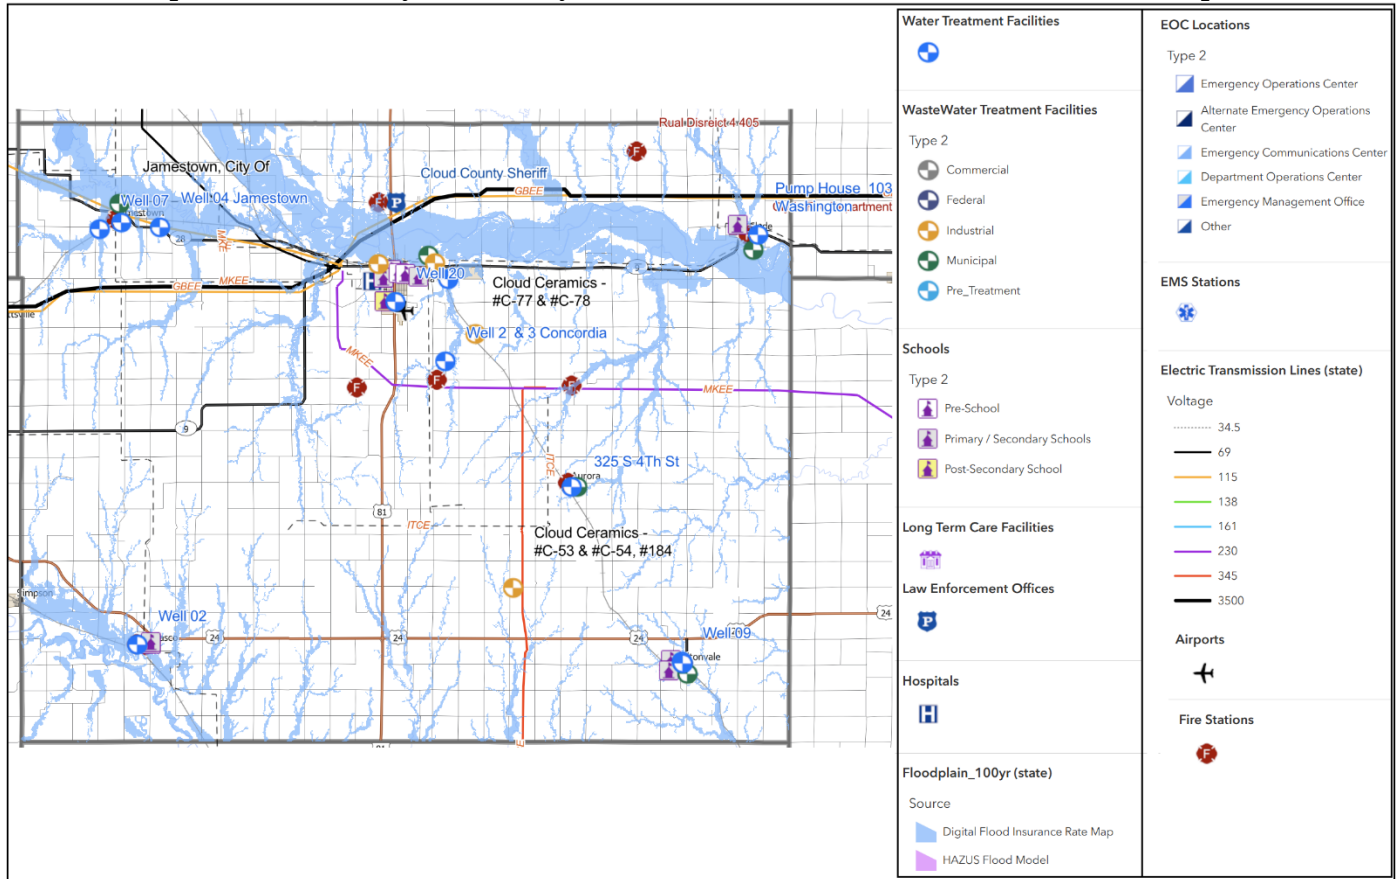 Rual Disreict 4 405
Jamestown, City Of
Cloud County Sheriff
GBEE
Pump House 103
Well 07
Well 04 Jamestown
Washington
28
MKE
9
MKEE
GBEE
Well 20
Cloud Ceramics -
#C-77 & #C-78
Well 2 & 3 Concordia
MKEE
MKEE
9
325 S 4Th St
ITCE
Aurora
81
ITCE
Cloud Ceramics -
#C-53 & #C-54, #184
Simpson
Well 02
24
24
24
24
Well 09
81
Water Treatment Facilities
WasteWater Treatment Facilities
Type 2
Commercial
Federal
Industrial
Municipal
Pre_Treatment
Schools
Type 2
Pre-School
Primary / Secondary Schools
Post-Secondary School
Long Term Care Facilities
Law Enforcement Offices
P
Hospitals
H
Floodplain_100yr (state)
Source
Digital Flood Insurance Rate Map
HAZUS Flood Model
EOC Locations
Type 2
Emergency Operations Center
Alternate Emergency Operations
Center
Emergency Communications Center
Department Operations Center
Emergency Management Office
Other
EMS Stations
Electric Transmission Lines (state)
Voltage
34.5
69
115
138
161
230
345
3500
Airports
Fire Stations
F